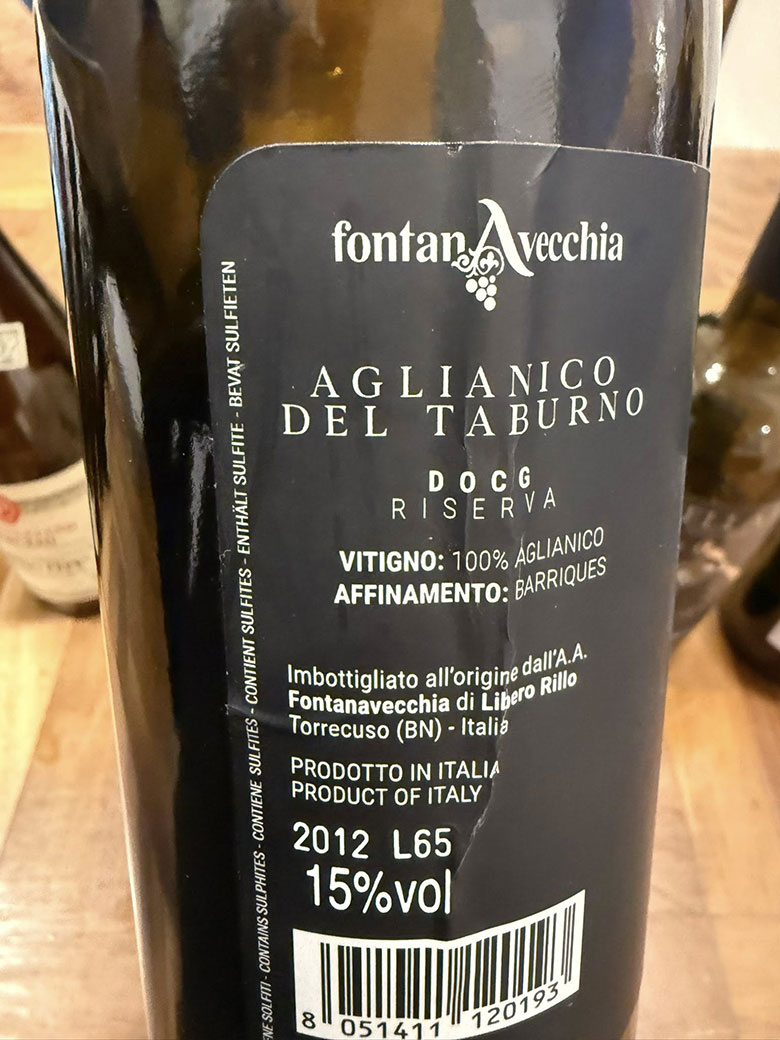 fontanAvecchia
AGLIANICO
DEL TABURNO
DOCG
RISERVA
VITIGNO: 100% AGLIANICO
AFFINAMENTO: BARRIQUES
Imbottigliato all'origine dall'A.A.
Fontanavecchia di Libero Rillo
Torrecuso (BN) - Italia
PRODOTTO IN ITALIA
PRODUCT OF ITALY
2012 L65
15%vol
8 051411 120193
SOLFITI - CONTAINS SULPHITES - CONTIENE SULFITES - CONTIENT SULFITES - ENTHÄLT SULFITE - BEVAT SULFIETEN